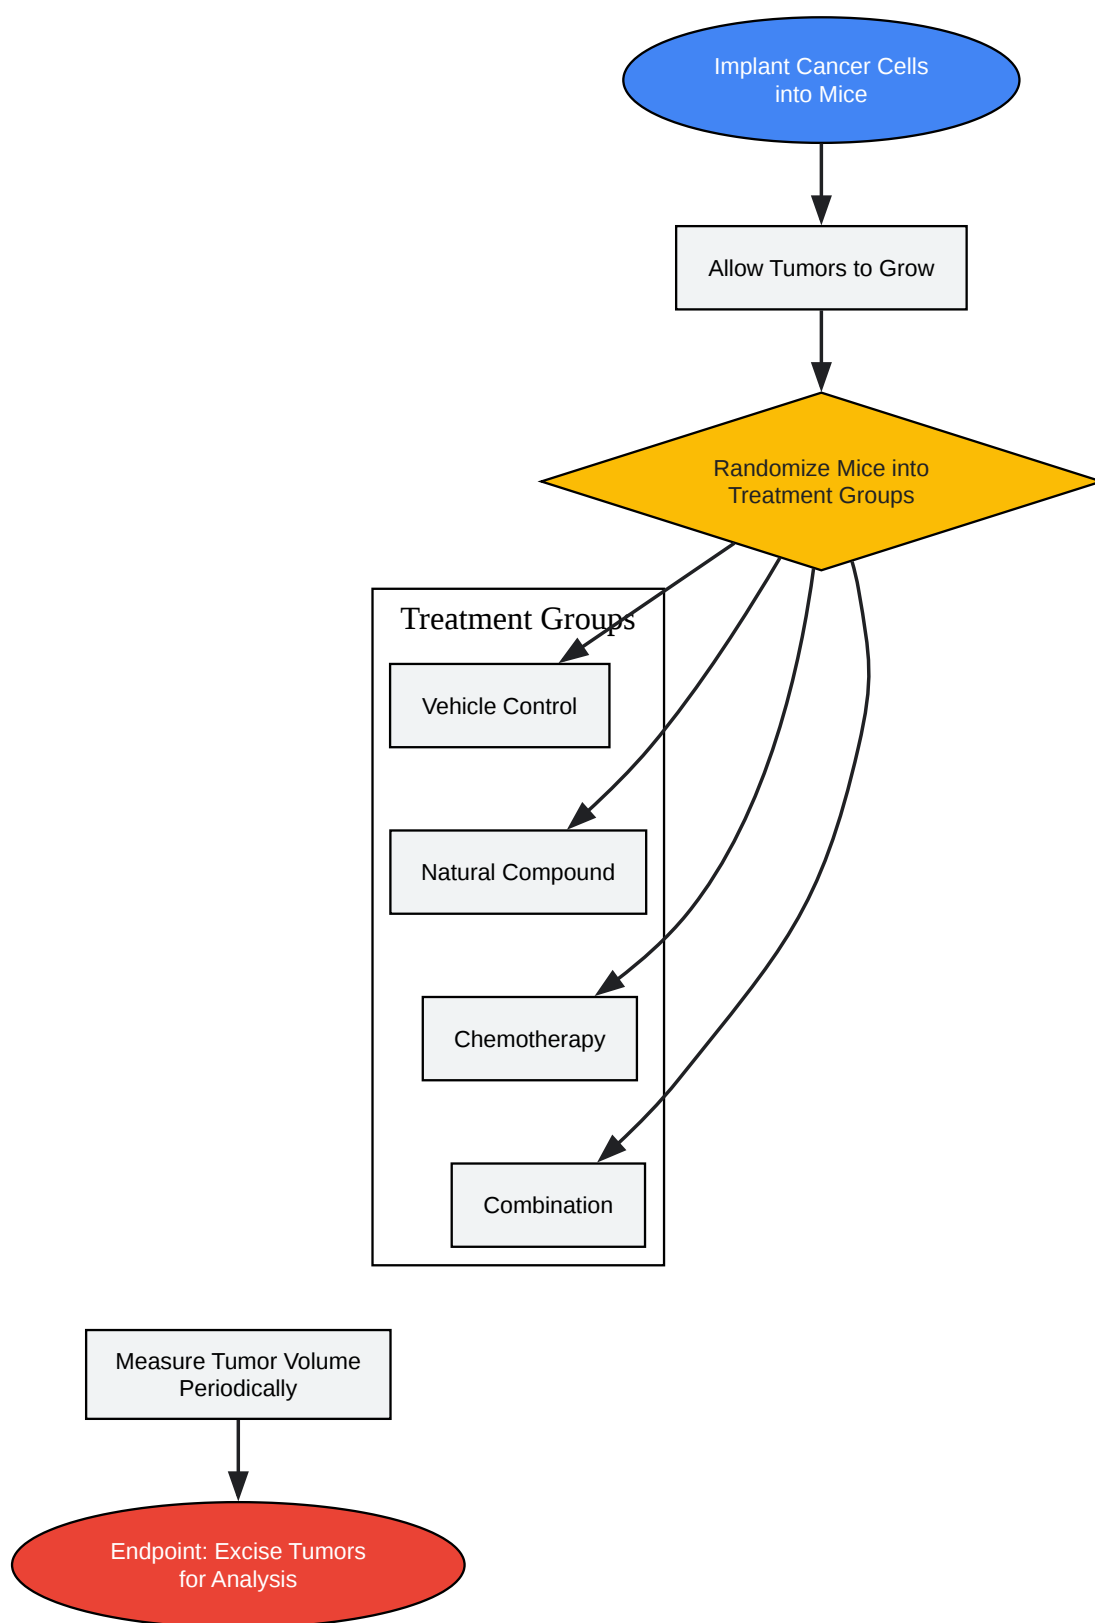 Implant Cancer Cells
into Mice
Allow Tumors to Grow
Randomize Mice into
Treatment Groups
Treatment Groups
Vehicle Control
Natural Compound
Chemotherapy
Combination
Measure Tumor Volume
Periodically
Endpoint: Excise Tumors
for Analysis